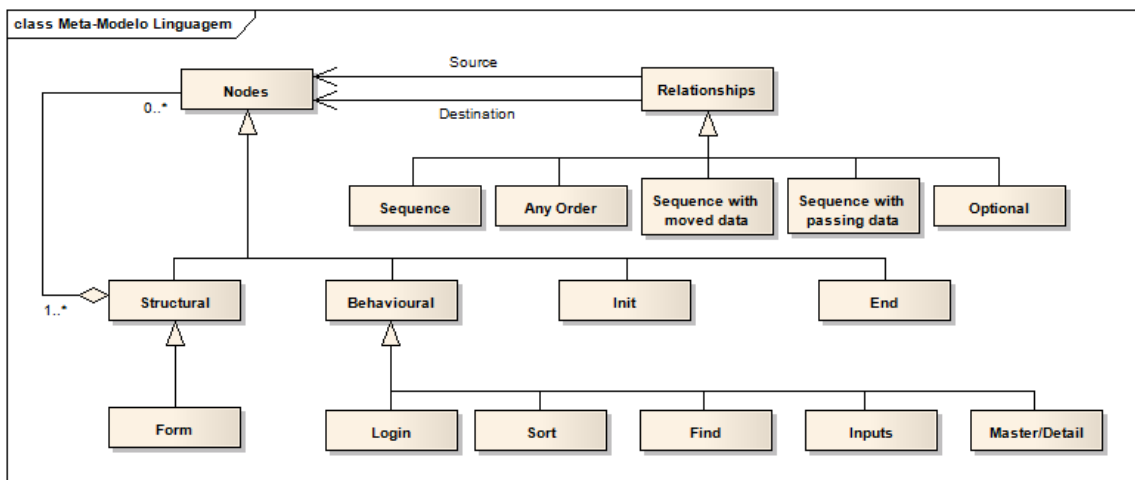 class Meta-Modelo Linguagem
Source
Nodes
Relationships
0..*
Destination
Sequence
Any Order
Sequence with
moved data
Sequence with
passing data
Optional
Structural
Behavioural
Init
End
1..*
Form
Login
Sort
Find
Inputs
Master/Detail